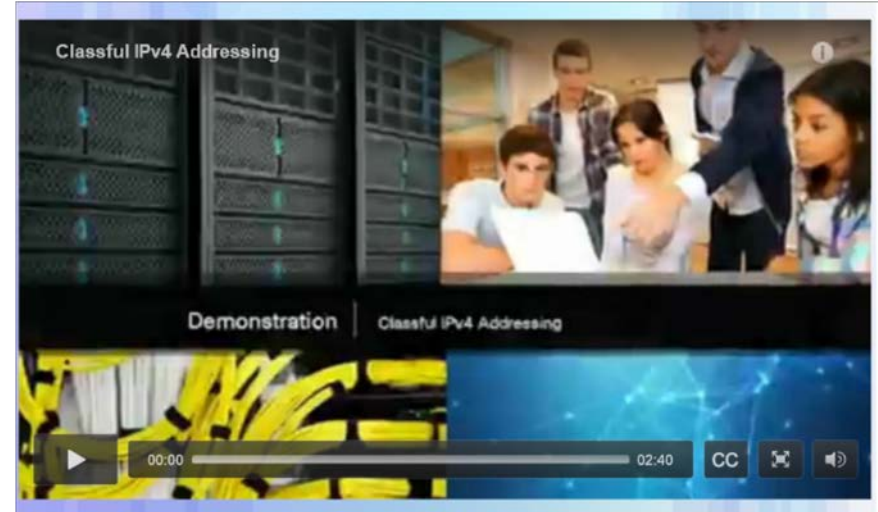 Classful IPv4 Addressing
Demonstration | Classful IPv4 Addressing
00:00 02:40 CC